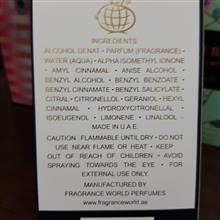 INGREDIENTS:
ALCOHOL DENAT • PARFUM (FRAGRANCE) •
WATER (AQUA) • ALPHA ISOMETHYL IONONE
• AMYL CINNAMAL • ANISE ALCOHOL •
BENZYL ALCOHOL • BENZYL BENZOATE •
BENZYL CINNAMATE • BENZYL SALICYLATE •
CITRAL • CITRONELLOL • GERANIOL • HEXYL
CINNAMAL • HYDROXYCITRONELLAL •
ISOEUGENOL • LIMONENE • LINALOOL •
MADE IN U.A.E.
CAUTION : FLAMMABLE UNTIL DRY • DO NOT
USE NEAR FLAME OR HEAT • KEEP
OUT OF REACH OF CHILDREN • AVOID
SPRAYING TOWARDS THE EYE • FOR
EXTERNAL USE ONLY.
MANUFACTURED BY
FRAGRANCE WORLD PERFUMES
www.fragranceworld.ae